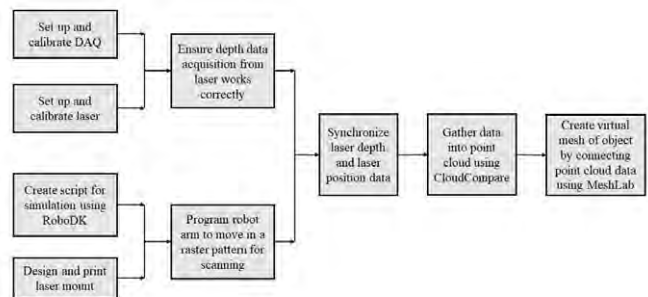 Set up and
calibrate DAQ
Set up and
calibrate laser
Ensure depth data
acquisition from
laser works
correctly
Create script for
simulation using
RoboDK
Design and print
laser mount
Program robot
arm to move in a
raster pattern for
scanning
Synchronize
laser depth
and laser
position data
Gather data
into point
cloud using
CloudCompare
Create virtual
mesh of object
by connecting
point cloud data
using MeshLab